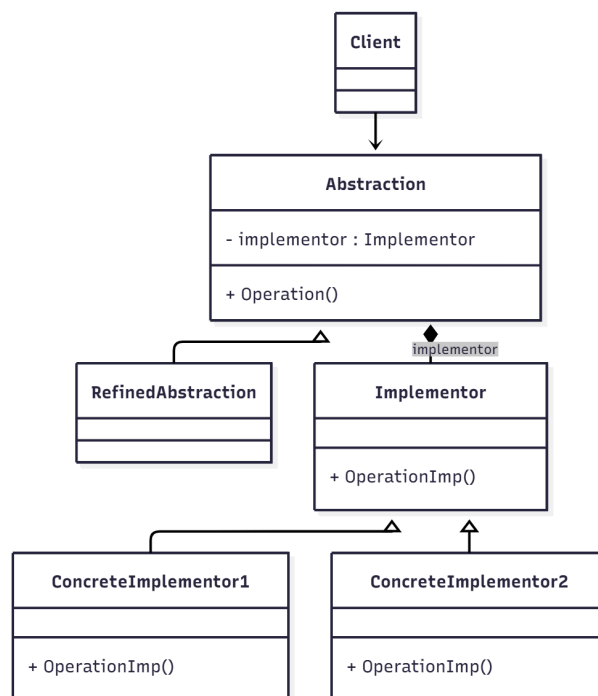 Client
Abstraction
- implementor : Implementor
+ Operation()
implementor
RefinedAbstraction
Implementor
+ OperationImp()
ConcreteImplementor1
ConcreteImplementor2
+ OperationImp()
+ OperationImp()